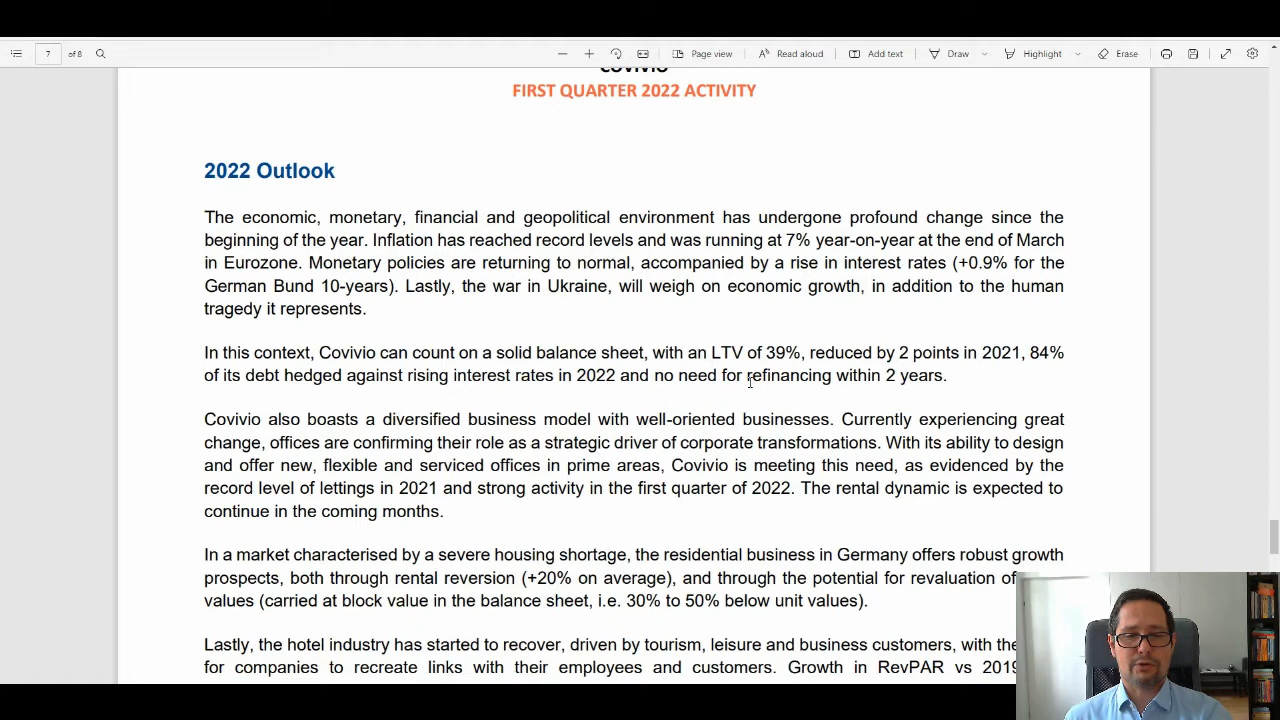 7 of 8
Page view
Read aloud
Add text
Draw
Highlight
Erase
COVIVIO
FIRST QUARTER 2022 ACTIVITY
2022 Outlook
The economic, monetary, financial and geopolitical environment has undergone profound change since the
beginning of the year. Inflation has reached record levels and was running at 7% year-on-year at the end of March
in Eurozone. Monetary policies are returning to normal, accompanied by a rise in interest rates (+0.9% for the
German Bund 10-years). Lastly, the war in Ukraine, will weigh on economic growth, in addition to the human
tragedy it represents.
In this context, Covivio can count on a solid balance sheet, with an LTV of 39%, reduced by 2 points in 2021, 84%
of its debt hedged against rising interest rates in 2022 and no need for refinancing within 2 years.
Covivio also boasts a diversified business model with well-oriented businesses. Currently experiencing great
change, offices are confirming their role as a strategic driver of corporate transformations. With its ability to design
and offer new, flexible and serviced offices in prime areas, Covivio is meeting this need, as evidenced by the
record level of lettings in 2021 and strong activity in the first quarter of 2022. The rental dynamic is expected to
continue in the coming months.
In a market characterised by a severe housing shortage, the residential business in Germany offers robust growth
prospects, both through rental reversion (+20% on average), and through the potential for revaluation of
values (carried at block value in the balance sheet, i.e. 30% to 50% below unit values).
Lastly, the hotel industry has started to recover, driven by tourism, leisure and business customers, with the
for companies to recreate links with their employees and customers. Growth in RevPAR vs 2019